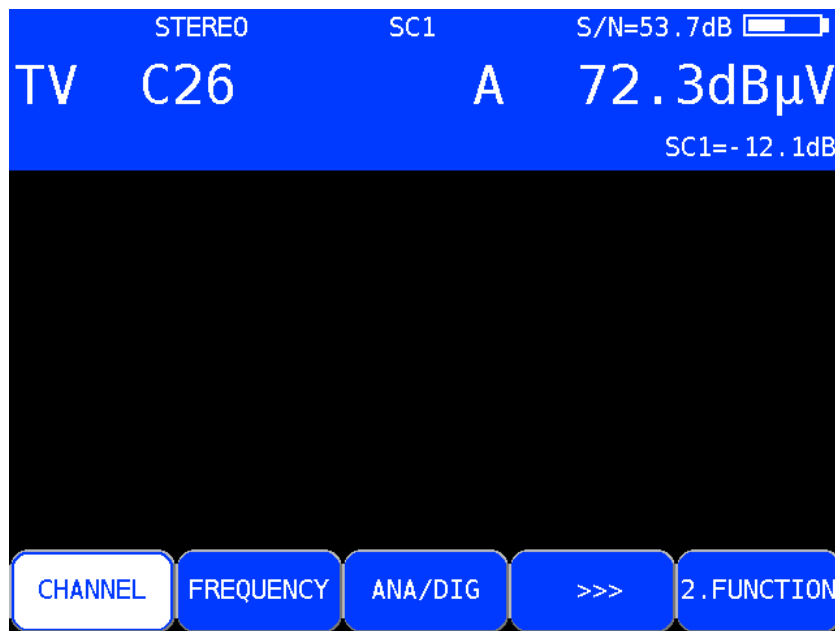 STEREO SC1 S/N=53.7dB
TV C26 A 72.3dBµV
SC1=-12.1dB
CHANNEL FREQUENCY ANA/DIG >>> 2.FUNCTION